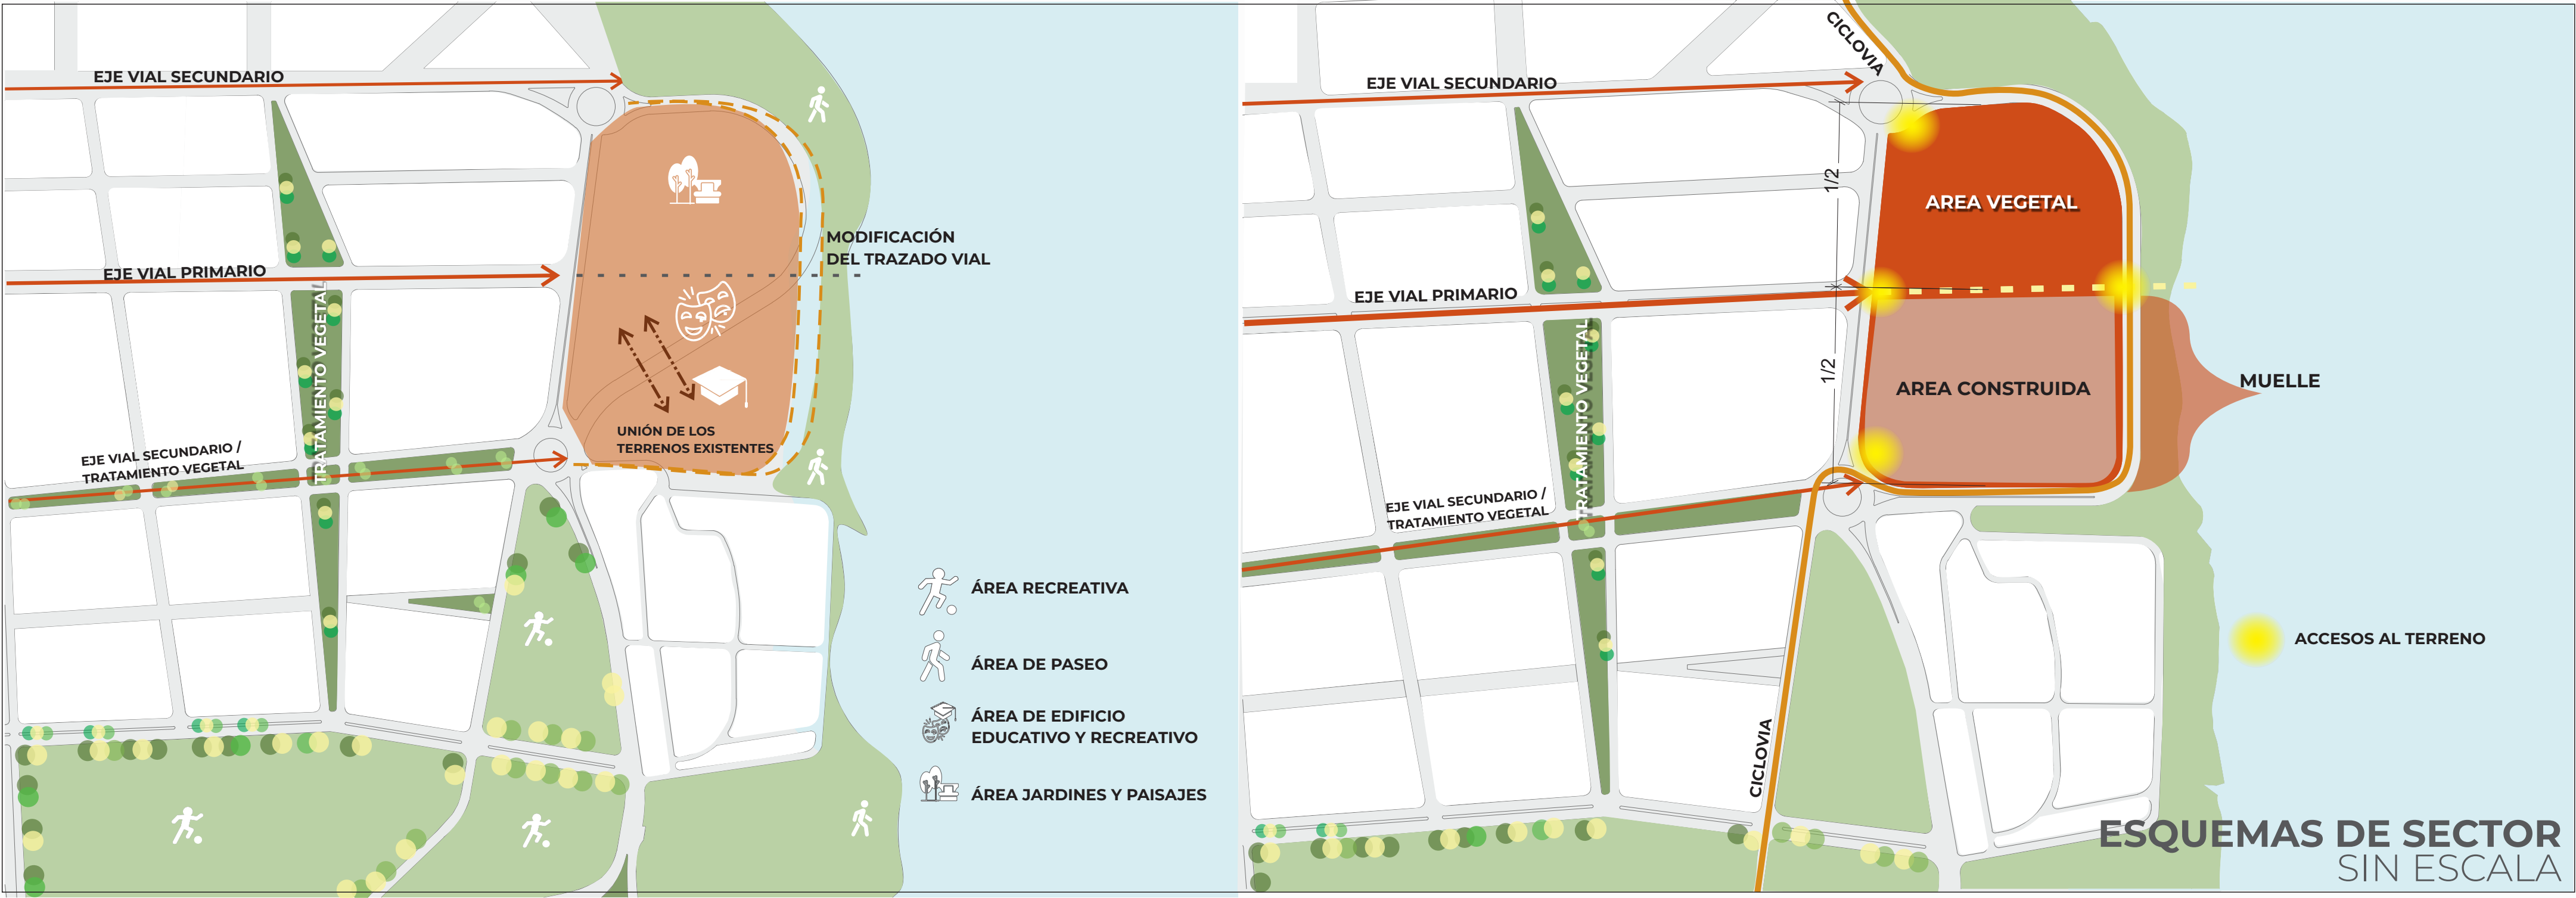 EJE VIAL SECUNDARIO
EJE VIAL PRIMARIO
TRATAMIENTO VEGETAL
EJE VIAL SECUNDARIO /
TRATAMIENTO VEGETAL
MODIFICACIÓN
DEL TRAZADO VIAL
UNIÓN DE LOS
TERRENOS EXISTENTES
ÁREA RECREATIVA
ÁREA DE PASEO
ÁREA DE EDIFICIO
EDUCATIVO Y RECREATIVO
ÁREA JARDINES Y PAISAJES
CICLOVIA
EJE VIAL SECUNDARIO
1/2
AREA VEGETAL
EJE VIAL PRIMARIO
TRATAMIENTO VEGETAL
1/2
AREA CONSTRUIDA
MUELLE
EJE VIAL SECUNDARIO /
TRATAMIENTO VEGETAL
CICLOVIA
ACCESOS AL TERRENO
ESQUEMAS DE SECTOR
SIN ESCALA